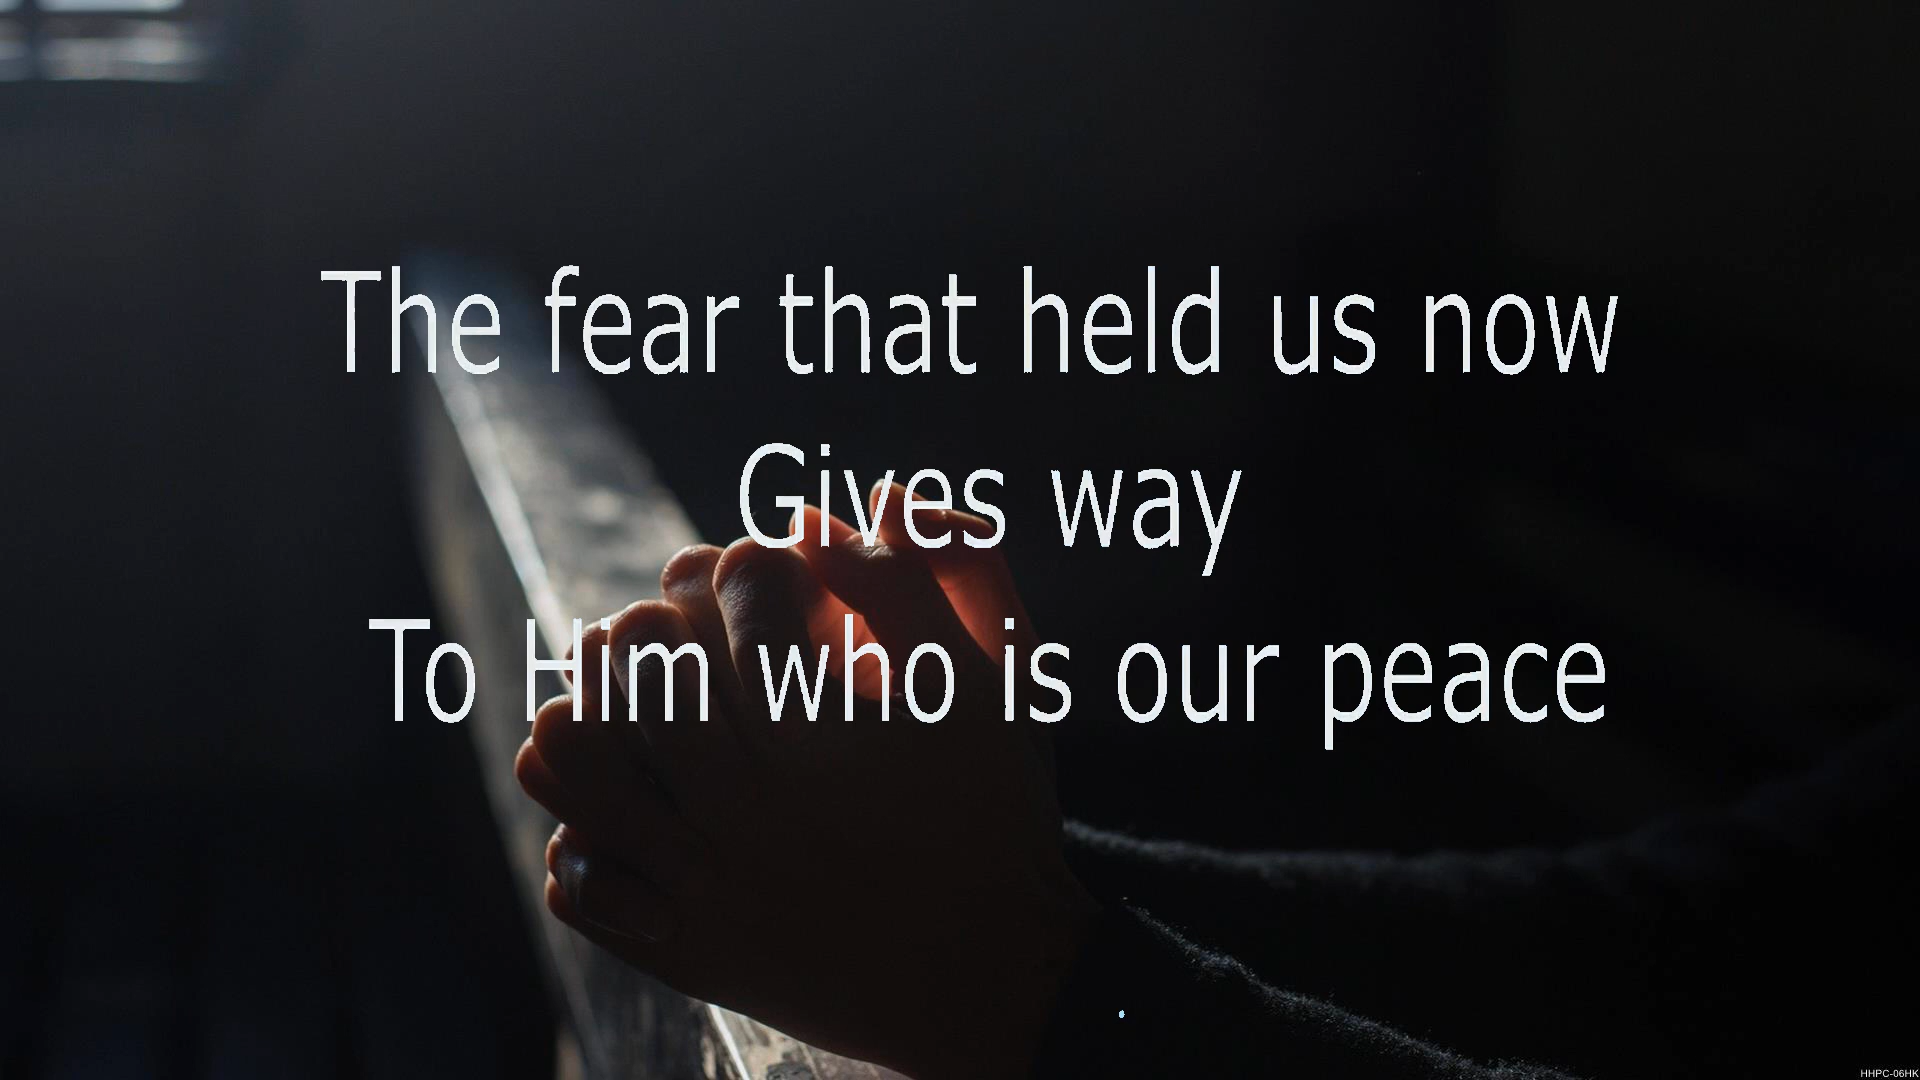 The fear that held us now
Gives way
To Him who is our peace
HHPC-06HK